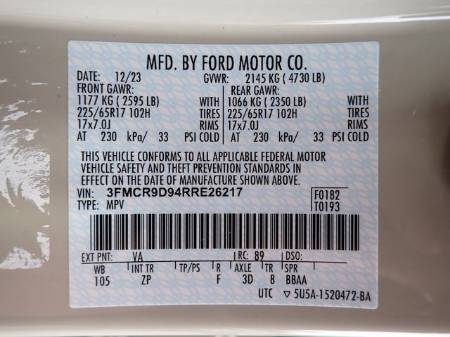 MFD. BY FORD MOTOR CO.
DATE: 12/23 GVWR: 2145 KG ( 4730 LB)
FRONT GAWR: REAR GAWR:
1177 KG ( 2595 LB) WITH 1066 KG ( 2350 LB) WITH
225/65R17 102H TIRES 225/65R17 102H TIRES
17x7.0J RIMS 17x7.0J RIMS
AT 230 kPa/ 33 PSI COLD AT 230 kPa/ 33 PSI COLD
THIS VEHICLE CONFORMS TO ALL APPLICABLE FEDERAL MOTOR
VEHICLE SAFETY AND THEFT PREVENTION STANDARDS IN
EFFECT ON THE DATE OF MANUFACTURE SHOWN ABOVE.
VIN: 3FMCR9D94RRE26217 F0182
TYPE: MPV T0193
EXT PNT: VA RC: 89 DSO:
WB INT TR TP/PS R AXLE TR SPR
105 ZP F 3D 8 BBAA
UTC ▽5U5A-1520472-BA